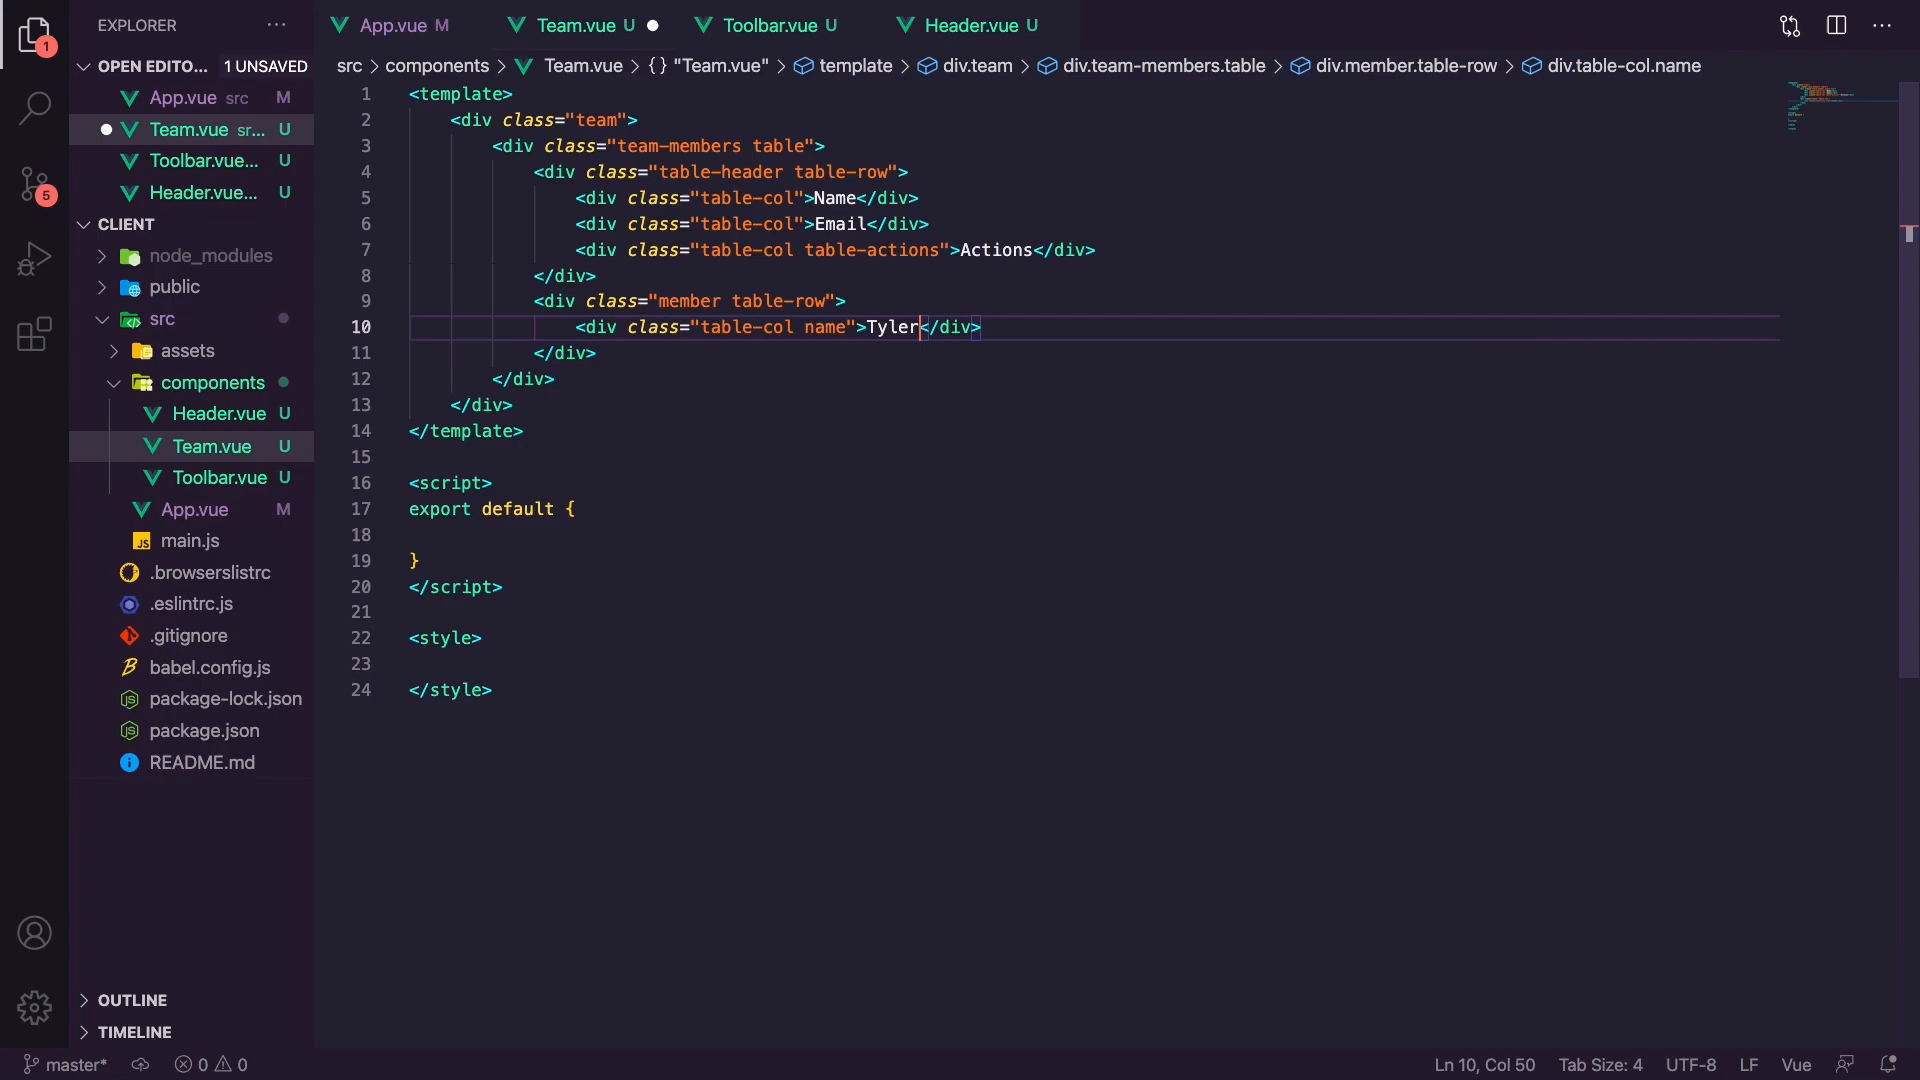 EXPLORER
App.vue M
Team.vue U
Toolbar.vue U
Header.vue U
OPEN EDITO... 1 UNSAVED
src > components > Team.vue > {} "Team.vue" > template > div.team > div.team-members.table > div.member.table-row > div.table-col.name
App.vue src M
Team.vue sr... U
Toolbar.vue... U
Header.vue... U
CLIENT
node_modules
public
src
assets
components
Header.vue U
Team.vue U
Toolbar.vue U
App.vue M
main.js
.browserslistrc
.eslintrc.js
.gitignore
babel.config.js
package-lock.json
package.json
README.md
OUTLINE
TIMELINE
1
5
1 <template>
2 <div class="team">
3 <div class="team-members table">
4 <div class="table-header table-row">
5 <div class="table-col">Name</div>
6 <div class="table-col">Email</div>
7 <div class="table-col table-actions">Actions</div>
8 </div>
9 <div class="member table-row">
10 <div class="table-col name">Tyler</div>
11 </div>
12 </div>
13 </div>
14 </template>
15
16 <script>
17 export default {
18
19 }
20 </script>
21
22 <style>
23
24 </style>
master* 0 0
Ln 10, Col 50 Tab Size: 4 UTF-8 LF Vue